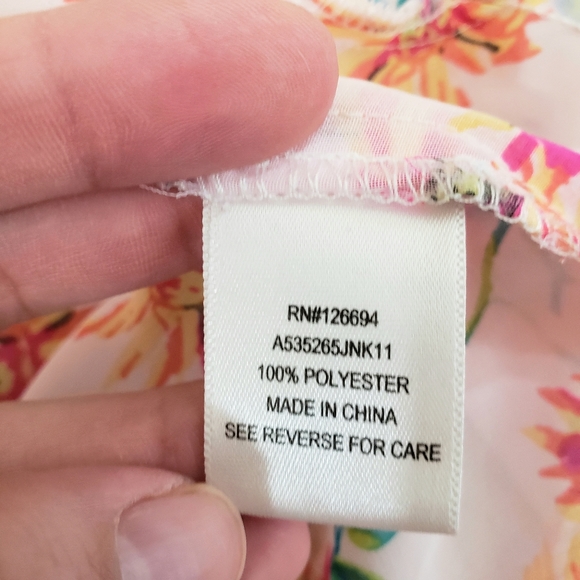 RN#126694
A535265JNK11
100% POLYESTER
MADE IN CHINA
SEE REVERSE FOR CARE